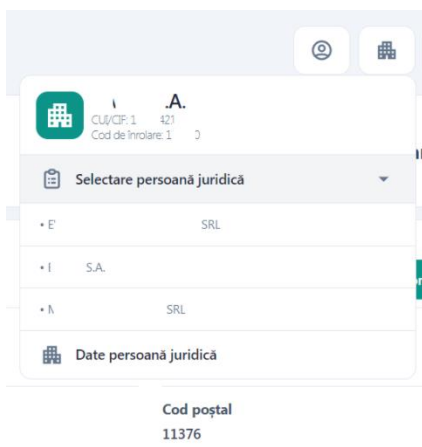 .A.
CUI/CIF: 1 421
Cod de înrolare: 1 0
Selectare persoană juridică
• E SRL
• I S.A.
• N SRL
Date persoană juridică
Cod poștal
11376